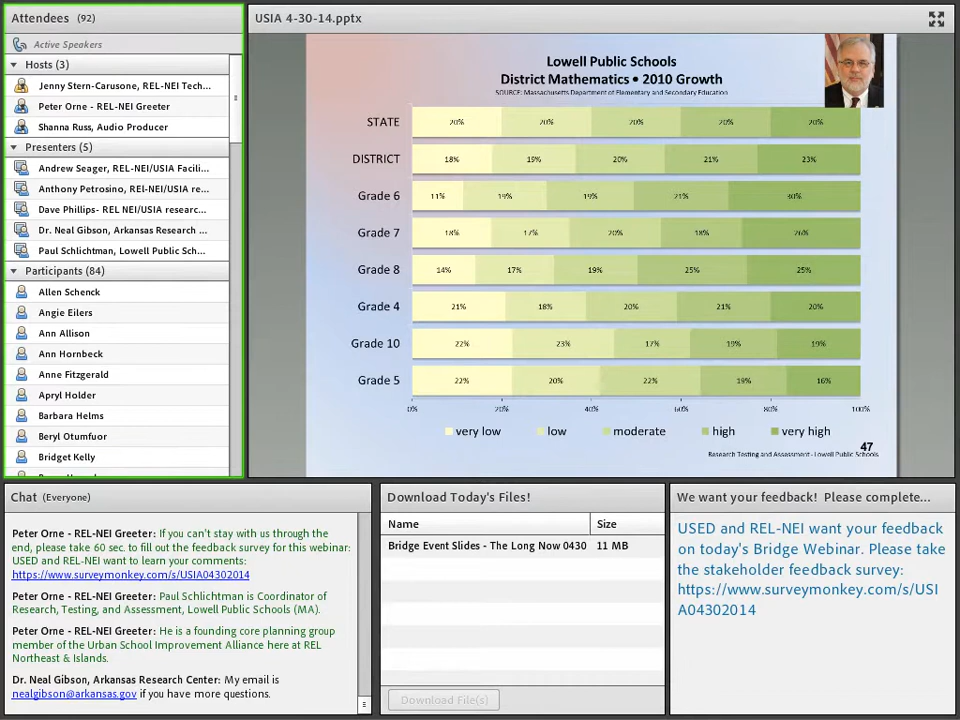 Attendees (92)
Active Speakers
Hosts (3)
Jenny Stern-Carusone, REL-NEI Tech...
Peter Orne - REL-NEI Greeter
Shanna Russ, Audio Producer
Presenters (5)
Andrew Seager, REL-NEI/USIA Facili...
Anthony Petrosino, REl-NEI/USIA re...
Dave Phillips- REL NEI/USIA researc...
Dr. Neal Gibson, Arkansas Research ...
Paul Schlichtman, Lowell Public Sch...
Participants (84)
Allen Schenck
Angie Eilers
Ann Allison
Ann Hornbeck
Anne Fitzgerald
Apryl Holder
Barbara Helms
Beryl Otumfuor
Bridget Kelly
USIA 4-30-14.pptx
Lowell Public Schools
District Mathematics • 2010 Growth
SOURCE: Massachusetts Department of Elementary and Secondary Education
STATE 20% 20% 20% 20% 20%
DISTRICT 18% 19% 20% 21% 23%
Grade 6 11% 19% 19% 21% 30%
Grade 7 18% 17% 20% 18% 26%
Grade 8 14% 17% 19% 25% 25%
Grade 4 21% 18% 20% 21% 20%
Grade 10 22% 23% 17% 19% 19%
Grade 5 22% 20% 22% 19% 16%
0% 20% 40% 60% 80% 100%
very low low moderate high very high
47
Research Testing and Assessment - Lowell Public Schools
Chat (Everyone)
Peter Orne - REL-NEI Greeter: If you can't stay with us through the
end, please take 60 sec. to fill out the feedback survey for this webinar:
USED and REL-NEI want to learn your comments:
https://www.surveymonkey.com/s/USIA04302014
Peter Orne - REL-NEI Greeter: Paul Schlichtman is Coordinator of
Research, Testing, and Assessment, Lowell Public Schools (MA).
Peter Orne - REL-NEI Greeter: He is a founding core planning group
member of the Urban School Improvement Alliance here at REL
Northeast & Islands.
Dr. Neal Gibson, Arkansas Research Center: My email is
nealgibson@arkansas.gov if you have more questions.
Download Today's Files!
Name Size
Bridge Event Slides - The Long Now 0430 11 MB
Download File(s)
We want your feedback! Please complete...
USED and REL-NEI want your feedback
on today's Bridge Webinar. Please take
the stakeholder feedback survey:
https://www.surveymonkey.com/s/USI
A04302014